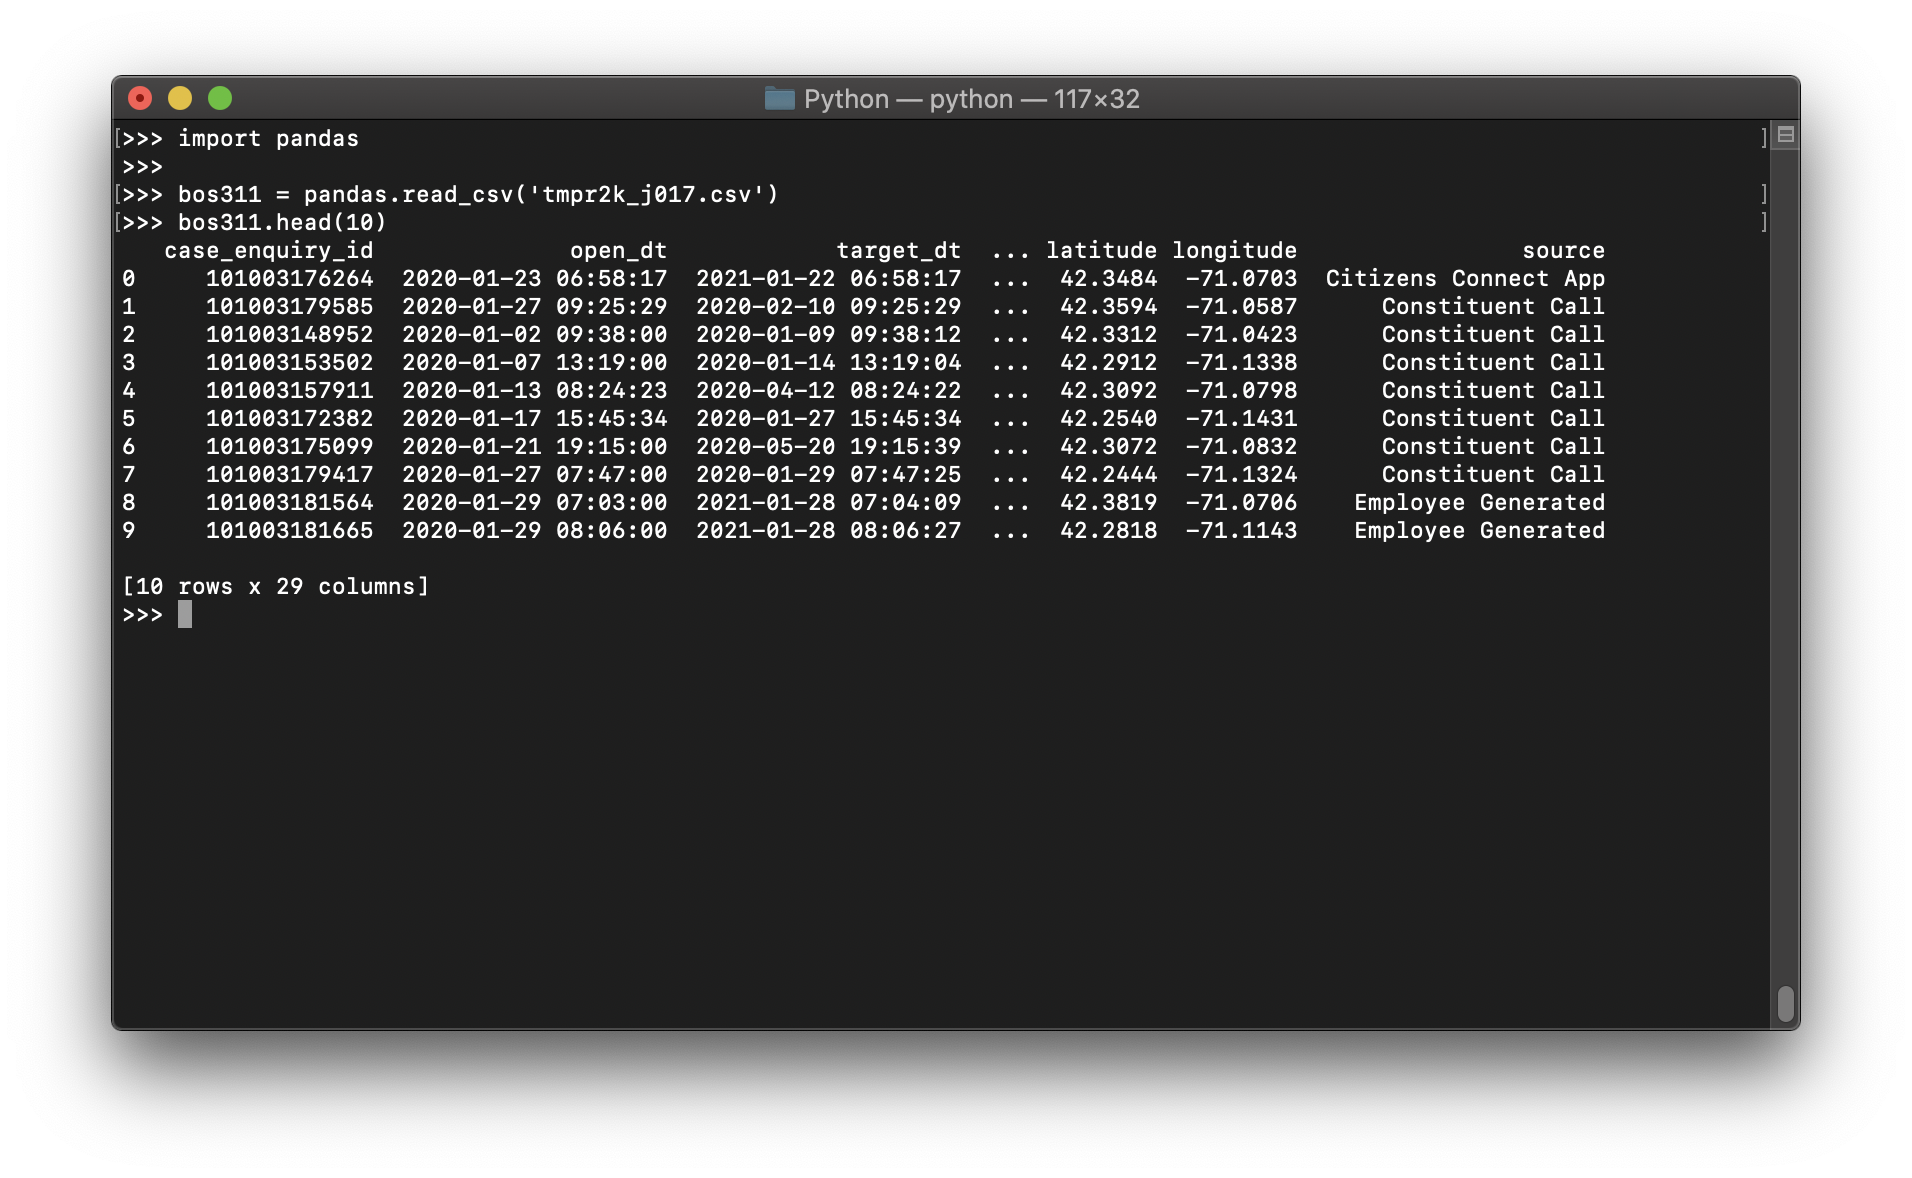 Python — python — 117×32
[>>> import pandas ]
>>>
[>>> bos311 = pandas.read_csv('tmpr2k_j017.csv') ]
[>>> bos311.head(10) ]
   case_enquiry_id              open_dt            target_dt  ... latitude longitude               source
0     101003176264  2020-01-23 06:58:17  2021-01-22 06:58:17  ...  42.3484  -71.0703  Citizens Connect App
1     101003179585  2020-01-27 09:25:29  2020-02-10 09:25:29  ...  42.3594  -71.0587      Constituent Call
2     101003148952  2020-01-02 09:38:00  2020-01-09 09:38:12  ...  42.3312  -71.0423      Constituent Call
3     101003153502  2020-01-07 13:19:00  2020-01-14 13:19:04  ...  42.2912  -71.1338      Constituent Call
4     101003157911  2020-01-13 08:24:23  2020-04-12 08:24:22  ...  42.3092  -71.0798      Constituent Call
5     101003172382  2020-01-17 15:45:34  2020-01-27 15:45:34  ...  42.2540  -71.1431      Constituent Call
6     101003175099  2020-01-21 19:15:00  2020-05-20 19:15:39  ...  42.3072  -71.0832      Constituent Call
7     101003179417  2020-01-27 07:47:00  2020-01-29 07:47:25  ...  42.2444  -71.1324      Constituent Call
8     101003181564  2020-01-29 07:03:00  2021-01-28 07:04:09  ...  42.3819  -71.0706    Employee Generated
9     101003181665  2020-01-29 08:06:00  2021-01-28 08:06:27  ...  42.2818  -71.1143    Employee Generated
[10 rows x 29 columns]
>>>